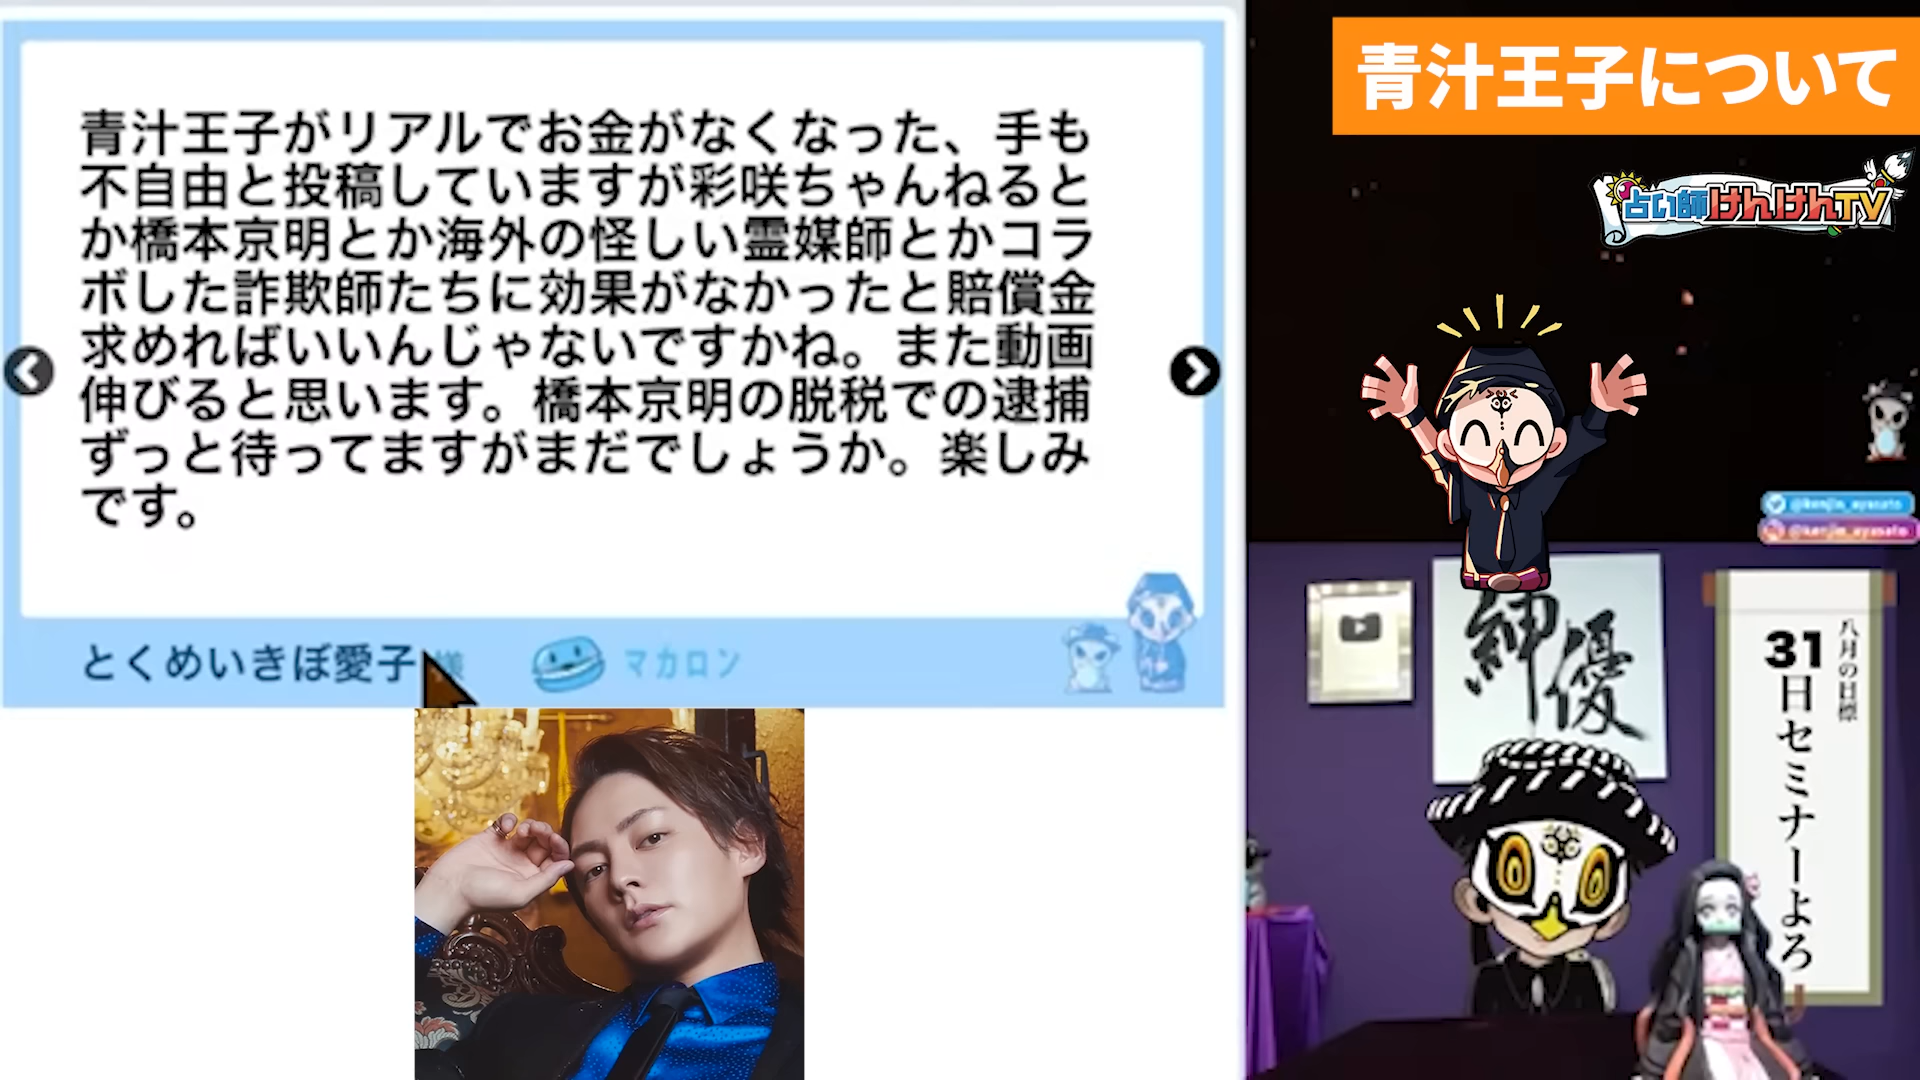 青汁王子がリアルでお金がなくなった、手も
不自由と投稿していますが彩咲ちゃんねると
か橋本京明とか海外の怪しい霊媒師とかコラ
ボした詐欺師たちに効果がなかったと賠償金
求めればいいんじゃないですかね。また動画
伸びると思います。橋本京明の脱税での逮捕
ずっと待ってますがまだでしょうか。楽しみ
です。
とくめいきぼ愛子 様
マカロン
青汁王子について
占い師けんけんTV
@kenjin_ayasato
@kenjin_ayasato
紳優
八月の目標
31日セミナーよろ